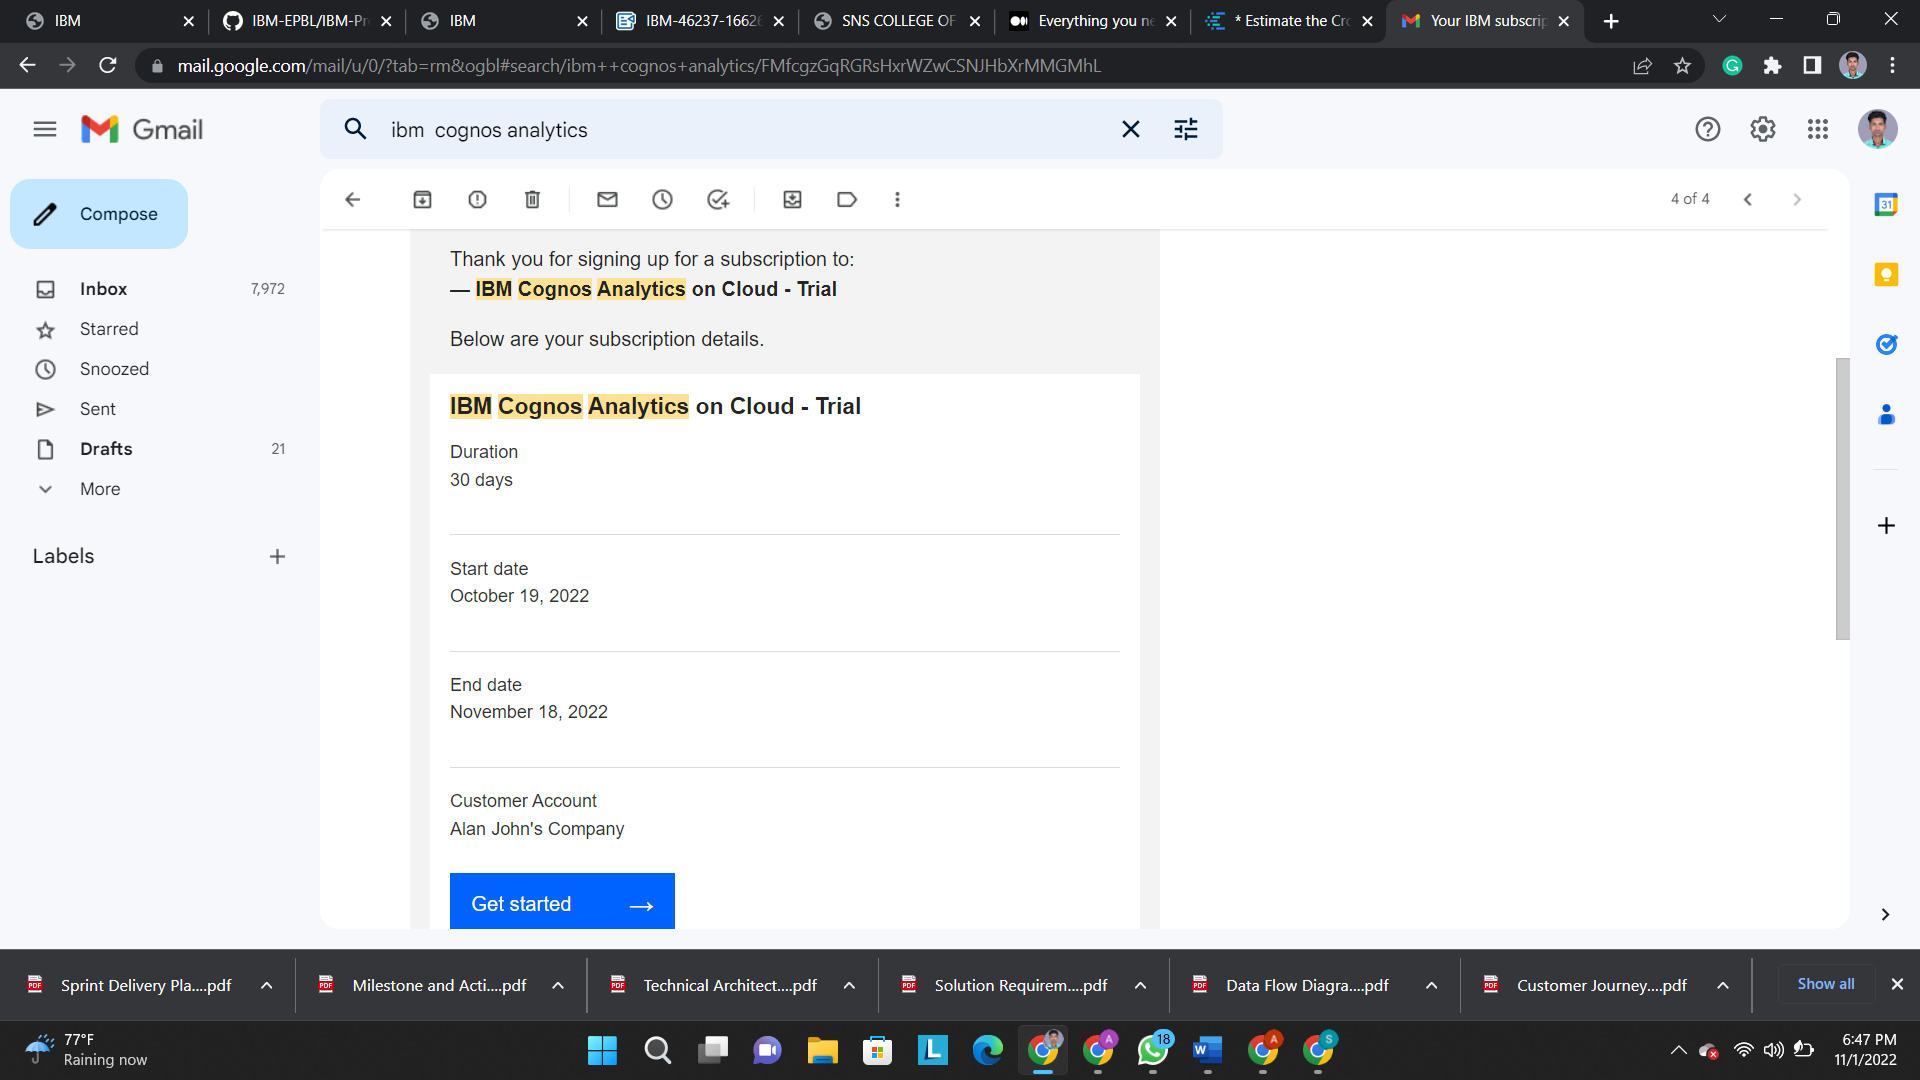 IBM
IBM-EPBL/IBM-Pr
IBM
IBM-46237-16626
SNS COLLEGE OF
Everything you ne
* Estimate the Cro
Your IBM subscrip
mail.google.com/mail/u/0/?tab=rm&ogbl#search/ibm++cognos+analytics/FMfcgzGqRGRsHxrWZwCSNJHbXrMMGMhL
Gmail
ibm  cognos analytics
4 of 4
Compose
Inbox 7,972
Starred
Snoozed
Sent
Drafts 21
More
Labels
Thank you for signing up for a subscription to:
— IBM Cognos Analytics on Cloud - Trial
Below are your subscription details.
IBM Cognos Analytics on Cloud - Trial
Duration
30 days
Start date
October 19, 2022
End date
November 18, 2022
Customer Account
Alan John's Company
Get started →
31
Sprint Delivery Pla....pdf
Milestone and Acti....pdf
Technical Architect....pdf
Solution Requirem....pdf
Data Flow Diagra....pdf
Customer Journey....pdf
Show all
77°F
Raining now
L
A
18
W
A
S
6:47 PM
11/1/2022